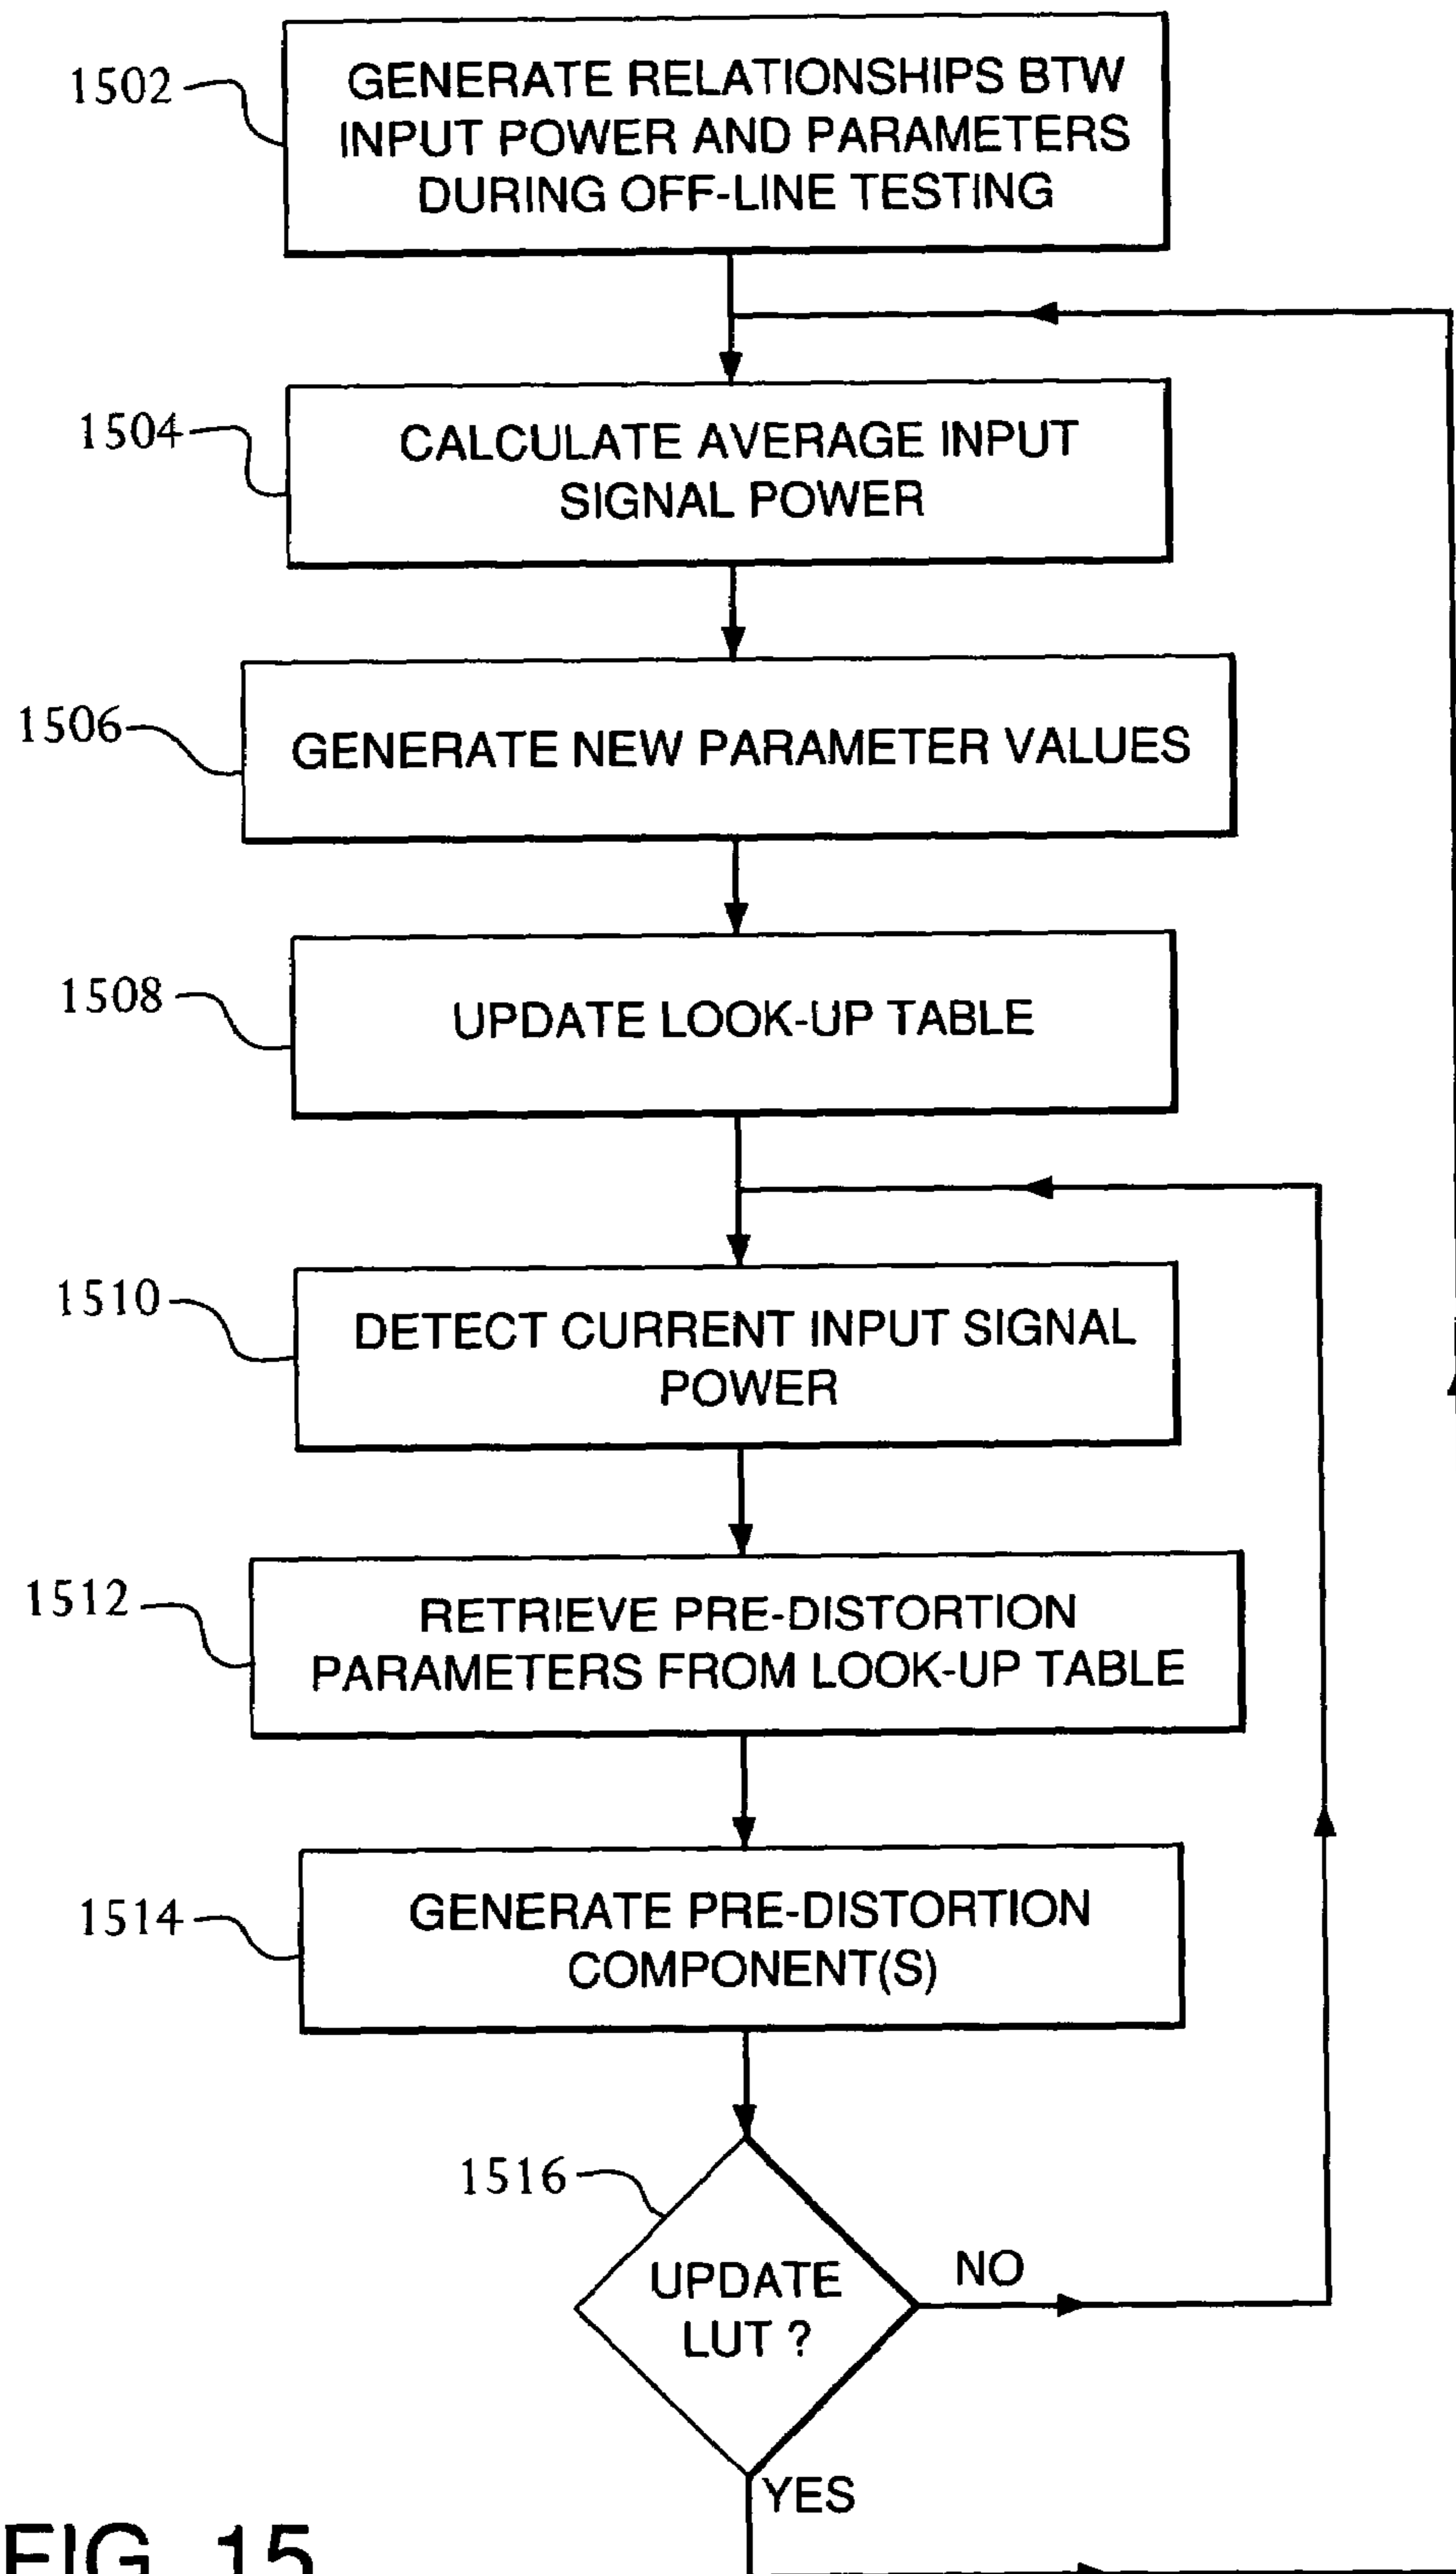 1502
GENERATE RELATIONSHIPS BTW
INPUT POWER AND PARAMETERS
DURING OFF-LINE TESTING
1504
CALCULATE AVERAGE INPUT
SIGNAL POWER
1506
GENERATE NEW PARAMETER VALUES
1508
UPDATE LOOK-UP TABLE
1510
DETECT CURRENT INPUT SIGNAL
POWER
1512
RETRIEVE PRE-DISTORTION
PARAMETERS FROM LOOK-UP TABLE
1514
GENERATE PRE-DISTORTION
COMPONENT(S)
1516
UPDATE
LUT ?
NO
YES
FIG. 15